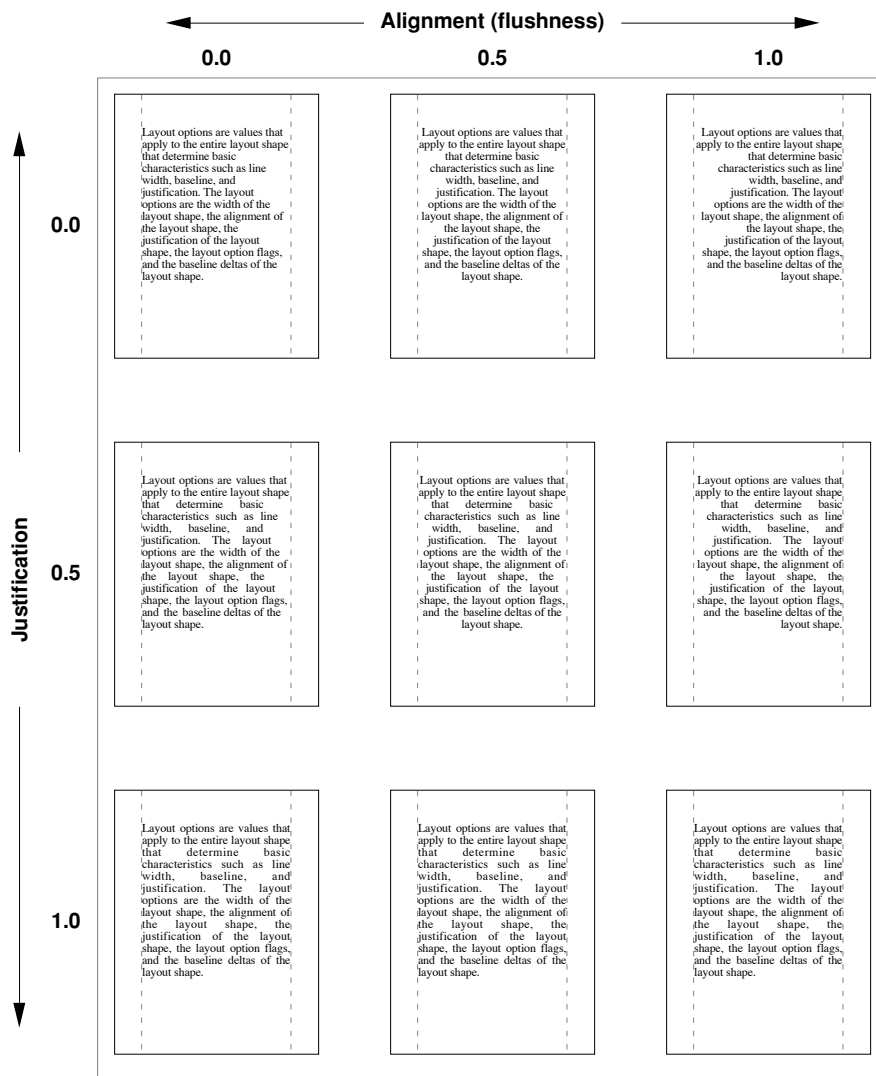 Alignment (flushness)
0.0 0.5 1.0
Justification
0.0
Layout options are values that
apply to the entire layout shape
that determine basic
characteristics such as line
width, baseline, and
justification. The layout
options are the width of the
layout shape, the alignment of
the layout shape, the
justification of the layout
shape, the layout option flags,
and the baseline deltas of the
layout shape.
Layout options are values that
apply to the entire layout shape
that determine basic
characteristics such as line
width, baseline, and
justification. The layout
options are the width of the
layout shape, the alignment of
the layout shape, the
justification of the layout
shape, the layout option flags,
and the baseline deltas of the
layout shape.
Layout options are values that
apply to the entire layout shape
that determine basic
characteristics such as line
width, baseline, and
justification. The layout
options are the width of the
layout shape, the alignment of
the layout shape, the
justification of the layout
shape, the layout option flags,
and the baseline deltas of the
layout shape.
0.5
Layout options are values that
apply to the entire layout shape
that determine basic
characteristics such as line
width, baseline, and
justification. The layout
options are the width of the
layout shape, the alignment of
the layout shape, the
justification of the layout
shape, the layout option flags,
and the baseline deltas of the
layout shape.
Layout options are values that
apply to the entire layout shape
that determine basic
characteristics such as line
width, baseline, and
justification. The layout
options are the width of the
layout shape, the alignment of
the layout shape, the
justification of the layout
shape, the layout option flags,
and the baseline deltas of the
layout shape.
Layout options are values that
apply to the entire layout shape
that determine basic
characteristics such as line
width, baseline, and
justification. The layout
options are the width of the
layout shape, the alignment of
the layout shape, the
justification of the layout
shape, the layout option flags,
and the baseline deltas of the
layout shape.
1.0
Layout options are values that
apply to the entire layout shape
that determine basic
characteristics such as line
width, baseline, and
justification. The layout
options are the width of the
layout shape, the alignment of
the layout shape, the
justification of the layout
shape, the layout option flags,
and the baseline deltas of the
layout shape.
Layout options are values that
apply to the entire layout shape
that determine basic
characteristics such as line
width, baseline, and
justification. The layout
options are the width of the
layout shape, the alignment of
the layout shape, the
justification of the layout
shape, the layout option flags,
and the baseline deltas of the
layout shape.
Layout options are values that
apply to the entire layout shape
that determine basic
characteristics such as line
width, baseline, and
justification. The layout
options are the width of the
layout shape, the alignment of
the layout shape, the
justification of the layout
shape, the layout option flags,
and the baseline deltas of the
layout shape.